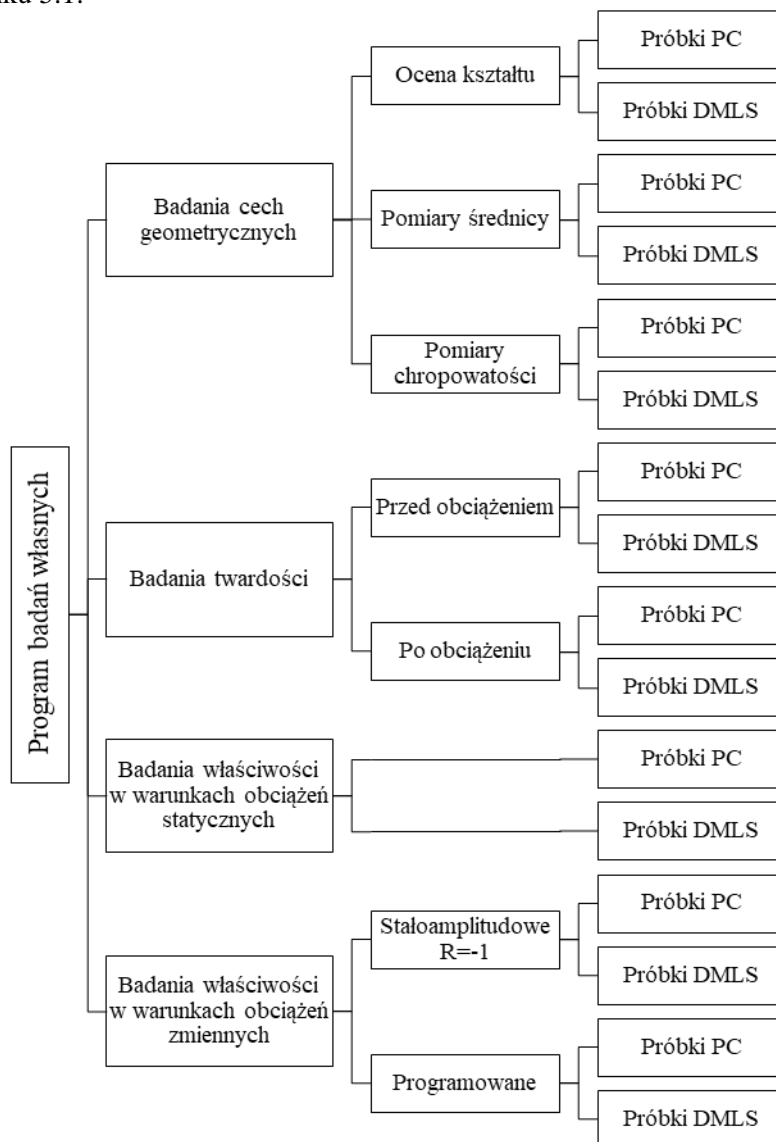 Program badań własnych
Badania cech
geometrycznych
Ocena kształtu
Próbki PC
Próbki DMLS
Pomiary średnicy
Próbki PC
Próbki DMLS
Pomiary
chropowatości
Próbki PC
Próbki DMLS
Badania twardości
Przed obciążeniem
Próbki PC
Próbki DMLS
Po obciążeniu
Próbki PC
Próbki DMLS
Badania właściwości
w warunkach obciążeń
statycznych
Próbki PC
Próbki DMLS
Badania właściwości
w warunkach obciążeń
zmiennych
Stałoamplitudowe
R=-1
Próbki PC
Próbki DMLS
Programowane
Próbki PC
Próbki DMLS